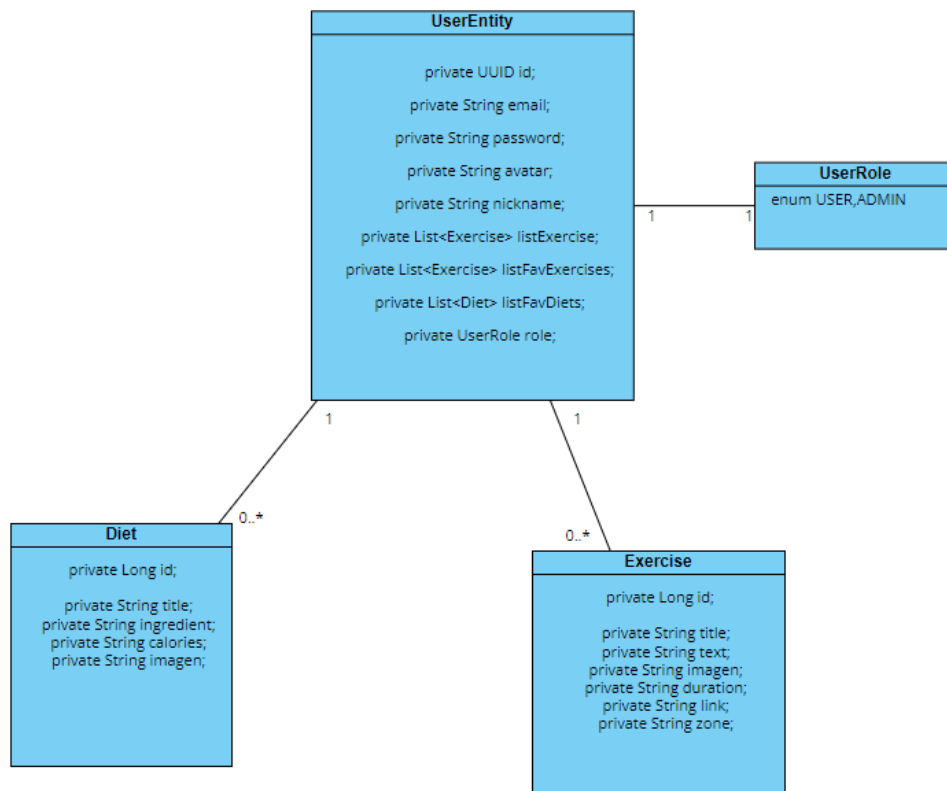 UserEntity
private UUID id;
private String email;
private String password;
private String avatar;
private String nickname;
private List<Exercise> listExercise;
private List<Exercise> listFavExercises;
private List<Diet> listFavDiets;
private UserRole role;
UserRole
enum USER,ADMIN
1
1
1
1
0..*
0..*
Diet
private Long id;
private String title;
private String ingredient;
private String calories;
private String imagen;
Exercise
private Long id;
private String title;
private String text;
private String imagen;
private String duration;
private String link;
private String zone;